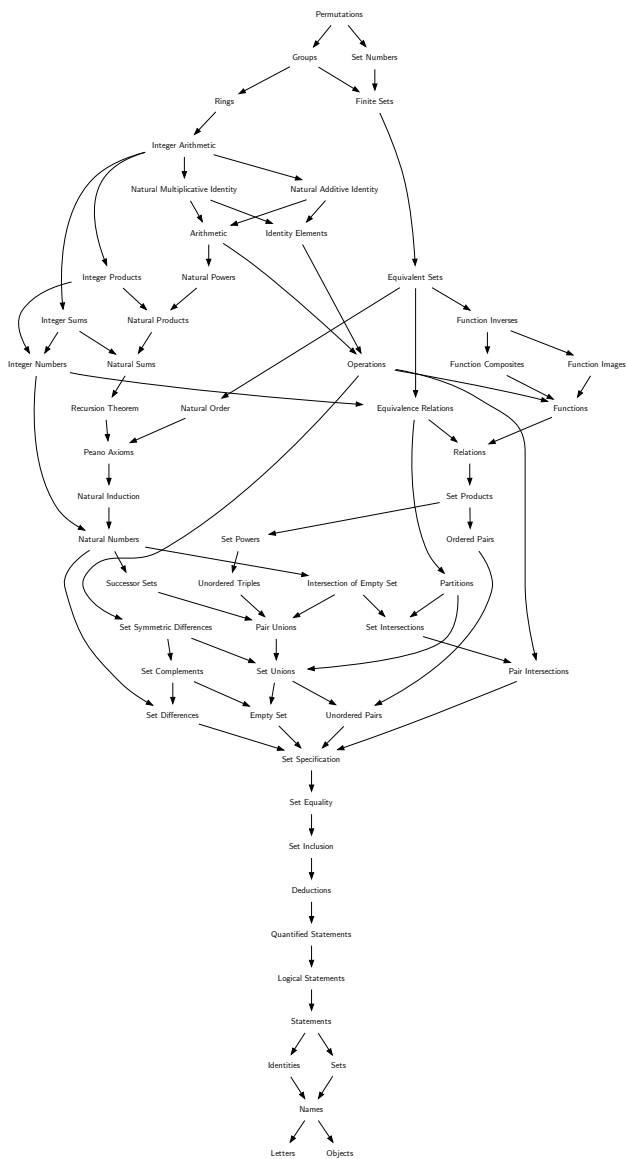 Permutations
Groups
Set Numbers
Rings
Finite Sets
Integer Arithmetic
Natural Multiplicative Identity
Natural Additive Identity
Arithmetic
Identity Elements
Integer Products
Natural Powers
Equivalent Sets
Integer Sums
Natural Products
Function Inverses
Integer Numbers
Natural Sums
Operations
Function Composites
Function Images
Recursion Theorem
Natural Order
Equivalence Relations
Functions
Peano Axioms
Relations
Natural Induction
Set Products
Natural Numbers
Set Powers
Ordered Pairs
Successor Sets
Unordered Triples
Intersection of Empty Set
Partitions
Set Symmetric Differences
Pair Unions
Set Intersections
Set Complements
Set Unions
Pair Intersections
Set Differences
Empty Set
Unordered Pairs
Set Specification
Set Equality
Set Inclusion
Deductions
Quantified Statements
Logical Statements
Statements
Identities
Sets
Names
Letters
Objects